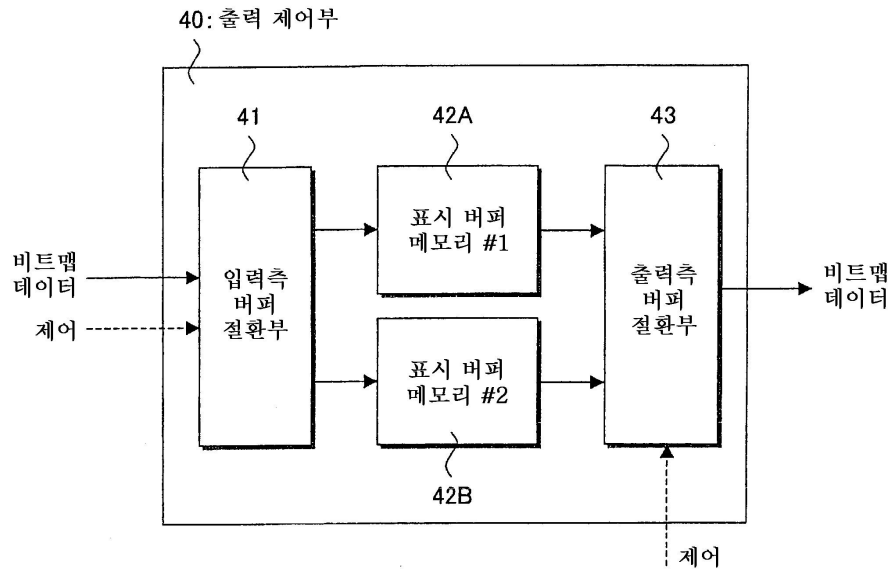 40: 출력 제어부
41
42A
43
표시 버퍼
메모리 #1
비트맵
데이터
제어
입력측
버퍼
절환부
출력측
버퍼
절환부
비트맵
데이터
표시 버퍼
메모리 #2
42B
제어